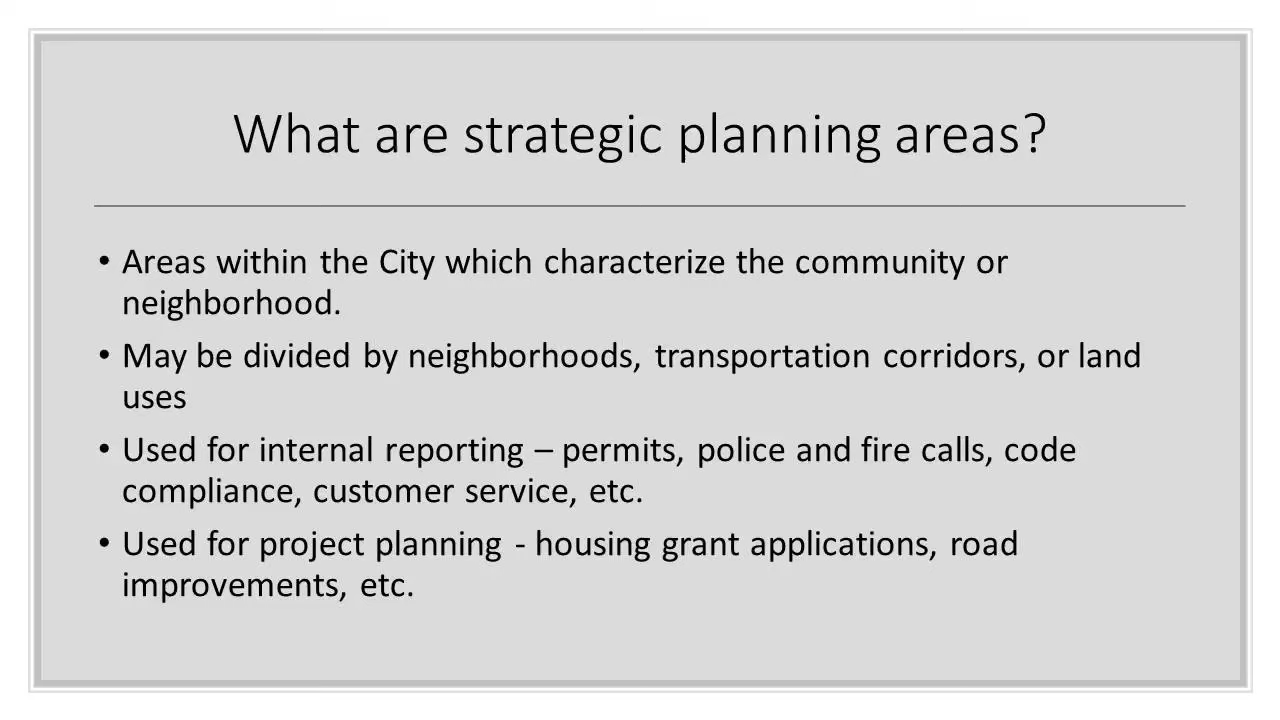 What are strategic planning areas?
• Areas within the City which characterize the community or
neighborhood.
• May be divided by neighborhoods, transportation corridors, or land
uses
• Used for internal reporting – permits, police and fire calls, code
compliance, customer service, etc.
• Used for project planning - housing grant applications, road
improvements, etc.